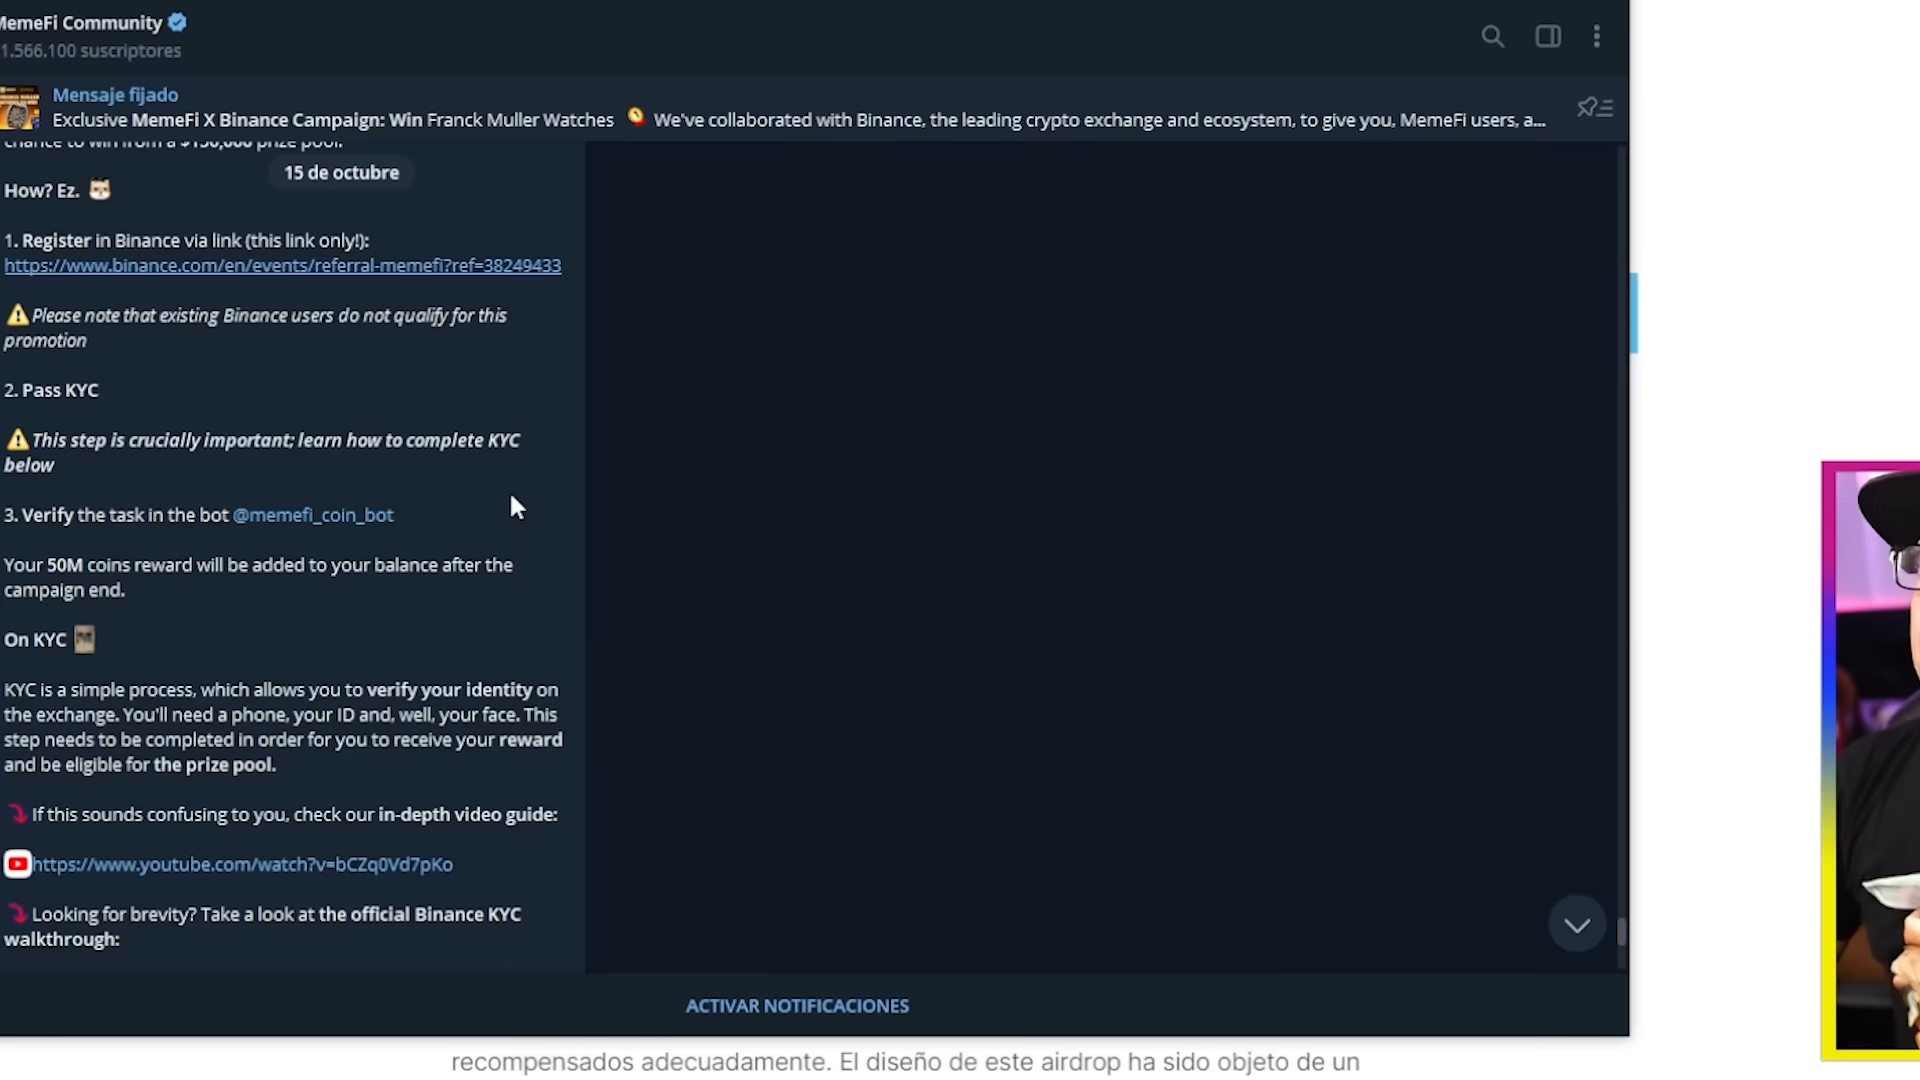 MemeFi Community
1.566.100 suscriptores
Mensaje fijado
Exclusive MemeFi X Binance Campaign: Win Franck Muller Watches We've collaborated with Binance, the leading crypto exchange and ecosystem, to give you, MemeFi users, a...
chance to win from a $150,000 prize pool.
15 de octubre
How? Ez.
1. Register in Binance via link (this link only!):
https://www.binance.com/en/events/referral-memefi?ref=38249433
Please note that existing Binance users do not qualify for this
promotion
2. Pass KYC
This step is crucially important; learn how to complete KYC
below
3. Verify the task in the bot @memefi_coin_bot
Your 50M coins reward will be added to your balance after the
campaign end.
On KYC
KYC is a simple process, which allows you to verify your identity on
the exchange. You'll need a phone, your ID and, well, your face. This
step needs to be completed in order for you to receive your reward
and be eligible for the prize pool.
If this sounds confusing to you, check our in-depth video guide:
https://www.youtube.com/watch?v=bCZq0Vd7pKo
Looking for brevity? Take a look at the official Binance KYC
walkthrough:
ACTIVAR NOTIFICACIONES
recompensados adecuadamente. El diseño de este airdrop ha sido objeto de un